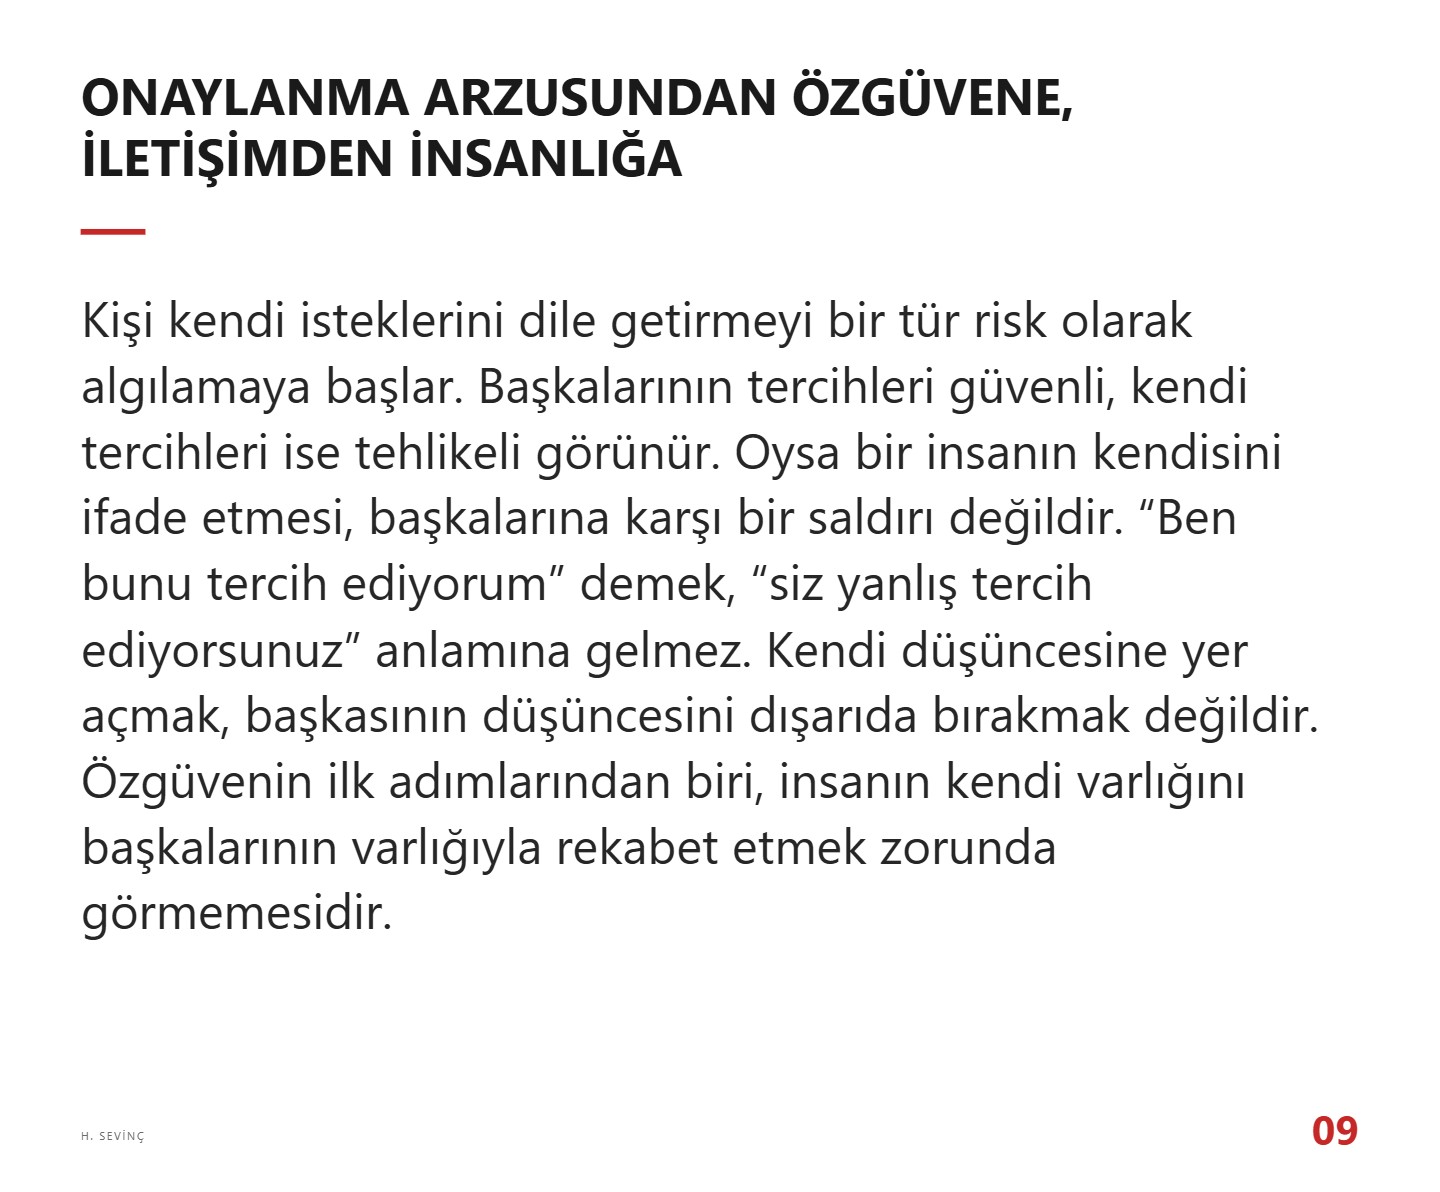 ONAYLANMA ARZUSUNDAN ÖZGÜVENE,
İLETİŞİMDEN İNSANLIĞA
Kişi kendi isteklerini dile getirmeyi bir tür risk olarak
algılamaya başlar. Başkalarının tercihleri güvenli, kendi
tercihleri ise tehlikeli görünür. Oysa bir insanın kendisini
ifade etmesi, başkalarına karşı bir saldırı değildir. “Ben
bunu tercih ediyorum” demek, “siz yanlış tercih
ediyorsunuz” anlamına gelmez. Kendi düşüncesine yer
açmak, başkasının düşüncesini dışarıda bırakmak değildir.
Özgüvenin ilk adımlarından biri, insanın kendi varlığını
başkalarının varlığıyla rekabet etmek zorunda
görmemesidir.
H. SEVİNÇ
09